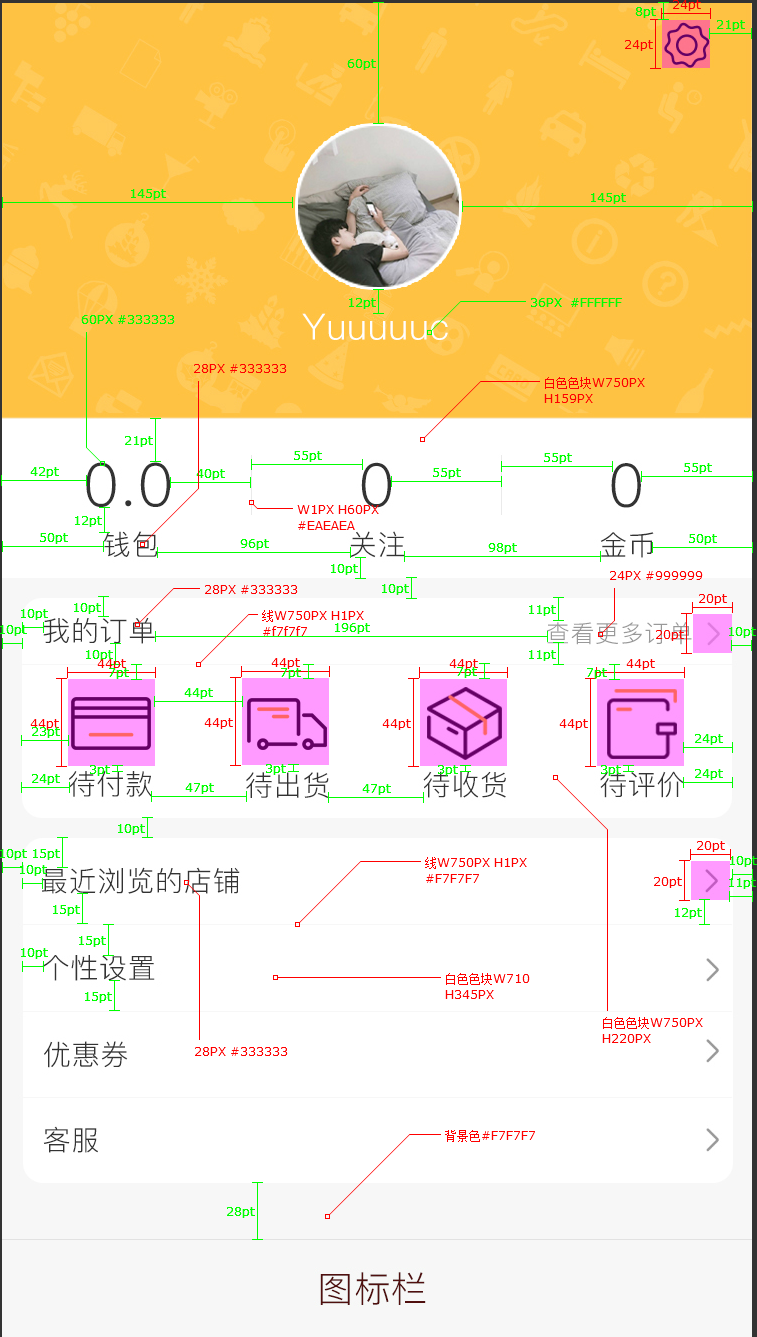 8pt
24pt
21pt
24pt
60pt
145pt
145pt
12pt
36PX #FFFFFF
Yuuuuuc
60PX #333333
28PX #333333
白色色块W750PX
H159PX
21pt
55pt
55pt
42pt
40pt
55pt
55pt
0.0
0
0
W1PX H60PX
#EAEAEA
12pt
50pt
96pt
98pt
50pt
钱包
关注
金币
10pt
10pt
24PX #999999
28PX #333333
20pt
10pt
10pt
11pt
线W750PX H1PX
#f7f7f7
10pt
我的订单
196pt
查看更多订单
20pt
10pt
10pt
11pt
44pt
44pt
44pt
44pt
7pt
7pt
7pt
7pt
44pt
44pt
44pt
44pt
44pt
23pt
24pt
3pt
3pt
3pt
3pt
24pt
24pt
待付款
待出货
待收货
待评价
47pt
47pt
10pt
20pt
10pt
15pt
线W750PX H1PX
#F7F7F7
10pt
10pt
最近浏览的店铺
20pt
11pt
15pt
12pt
15pt
10pt
个性设置
白色色块W710
H345PX
15pt
白色色块W750PX
H220PX
28PX #333333
优惠券
背景色#F7F7F7
客服
28pt
图标栏